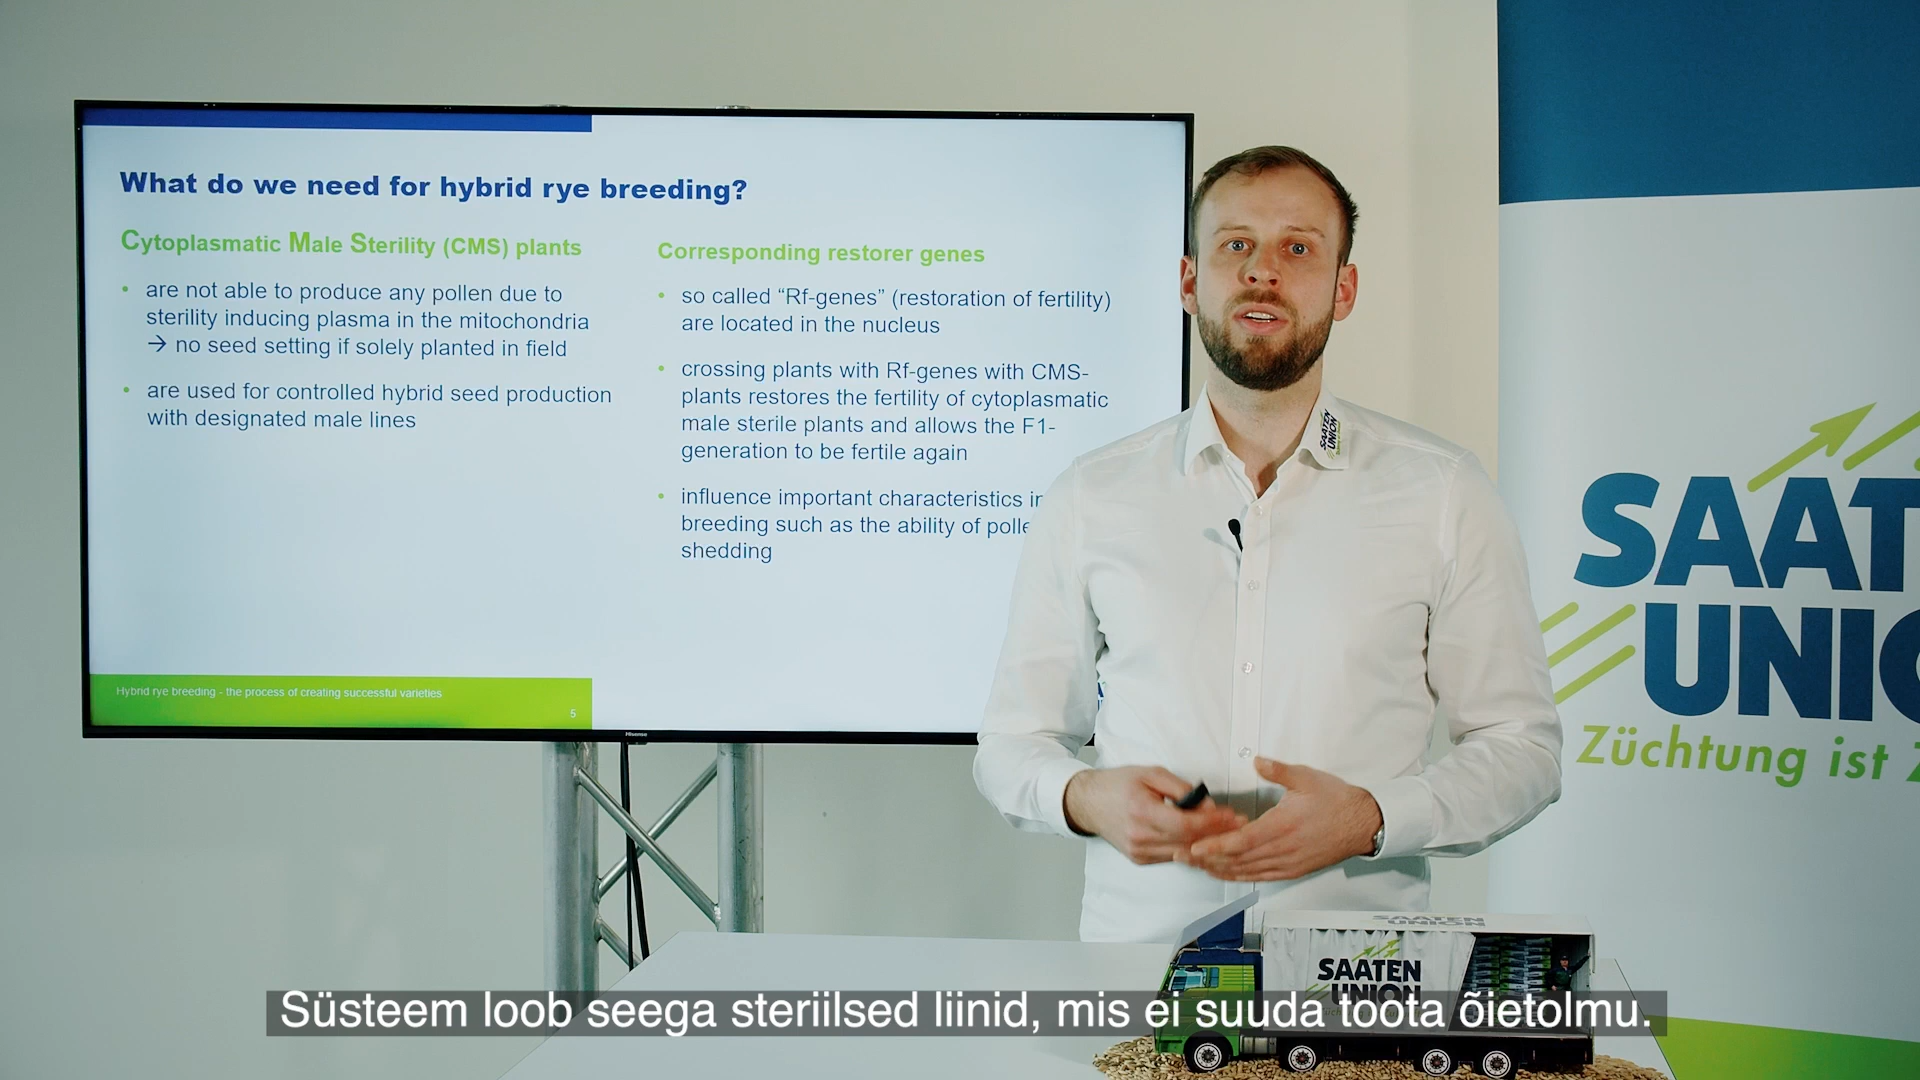 What do we need for hybrid rye breeding?
Cytoplasmatic Male Sterility (CMS) plants
• are not able to produce any pollen due to
sterility inducing plasma in the mitochondria
→ no seed setting if solely planted in field
• are used for controlled hybrid seed production
with designated male lines
Corresponding restorer genes
• so called “Rf-genes” (restoration of fertility)
are located in the nucleus
• crossing plants with Rf-genes with CMS-
plants restores the fertility of cytoplasmatic
male sterile plants and allows the F1-
generation to be fertile again
• influence important characteristics
breeding such as the ability of
shedding
Hybrid rye breeding - the process of creating successful varieties
5
Hisense
SAATEN
UNION
SAAT
UNIO
Züchtung ist
SAATEN
UNION
SAATEN
UNION
Süsteem loob seega steriilsed liinid, mis ei suuda toota õietolmu.